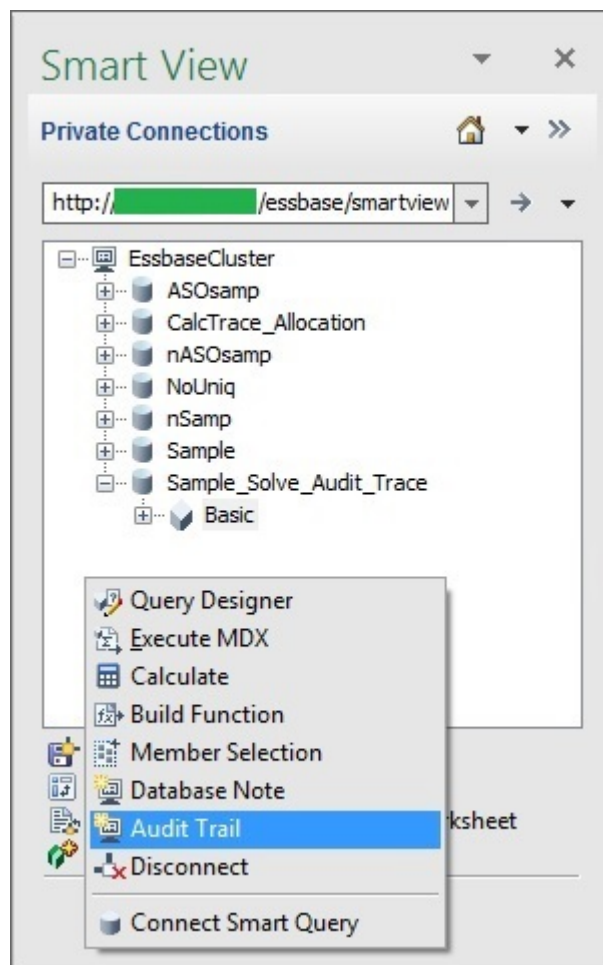 Smart View
Private Connections
http:// /essbase/smartview
EssbaseCluster
ASOsamp
CalcTrace_Allocation
nASOsamp
NoUniq
nSamp
Sample
Sample_Solve_Audit_Trace
Basic
Query Designer
Execute MDX
Calculate
Build Function
Member Selection
Database Note
Audit Trail
Disconnect
Connect Smart Query